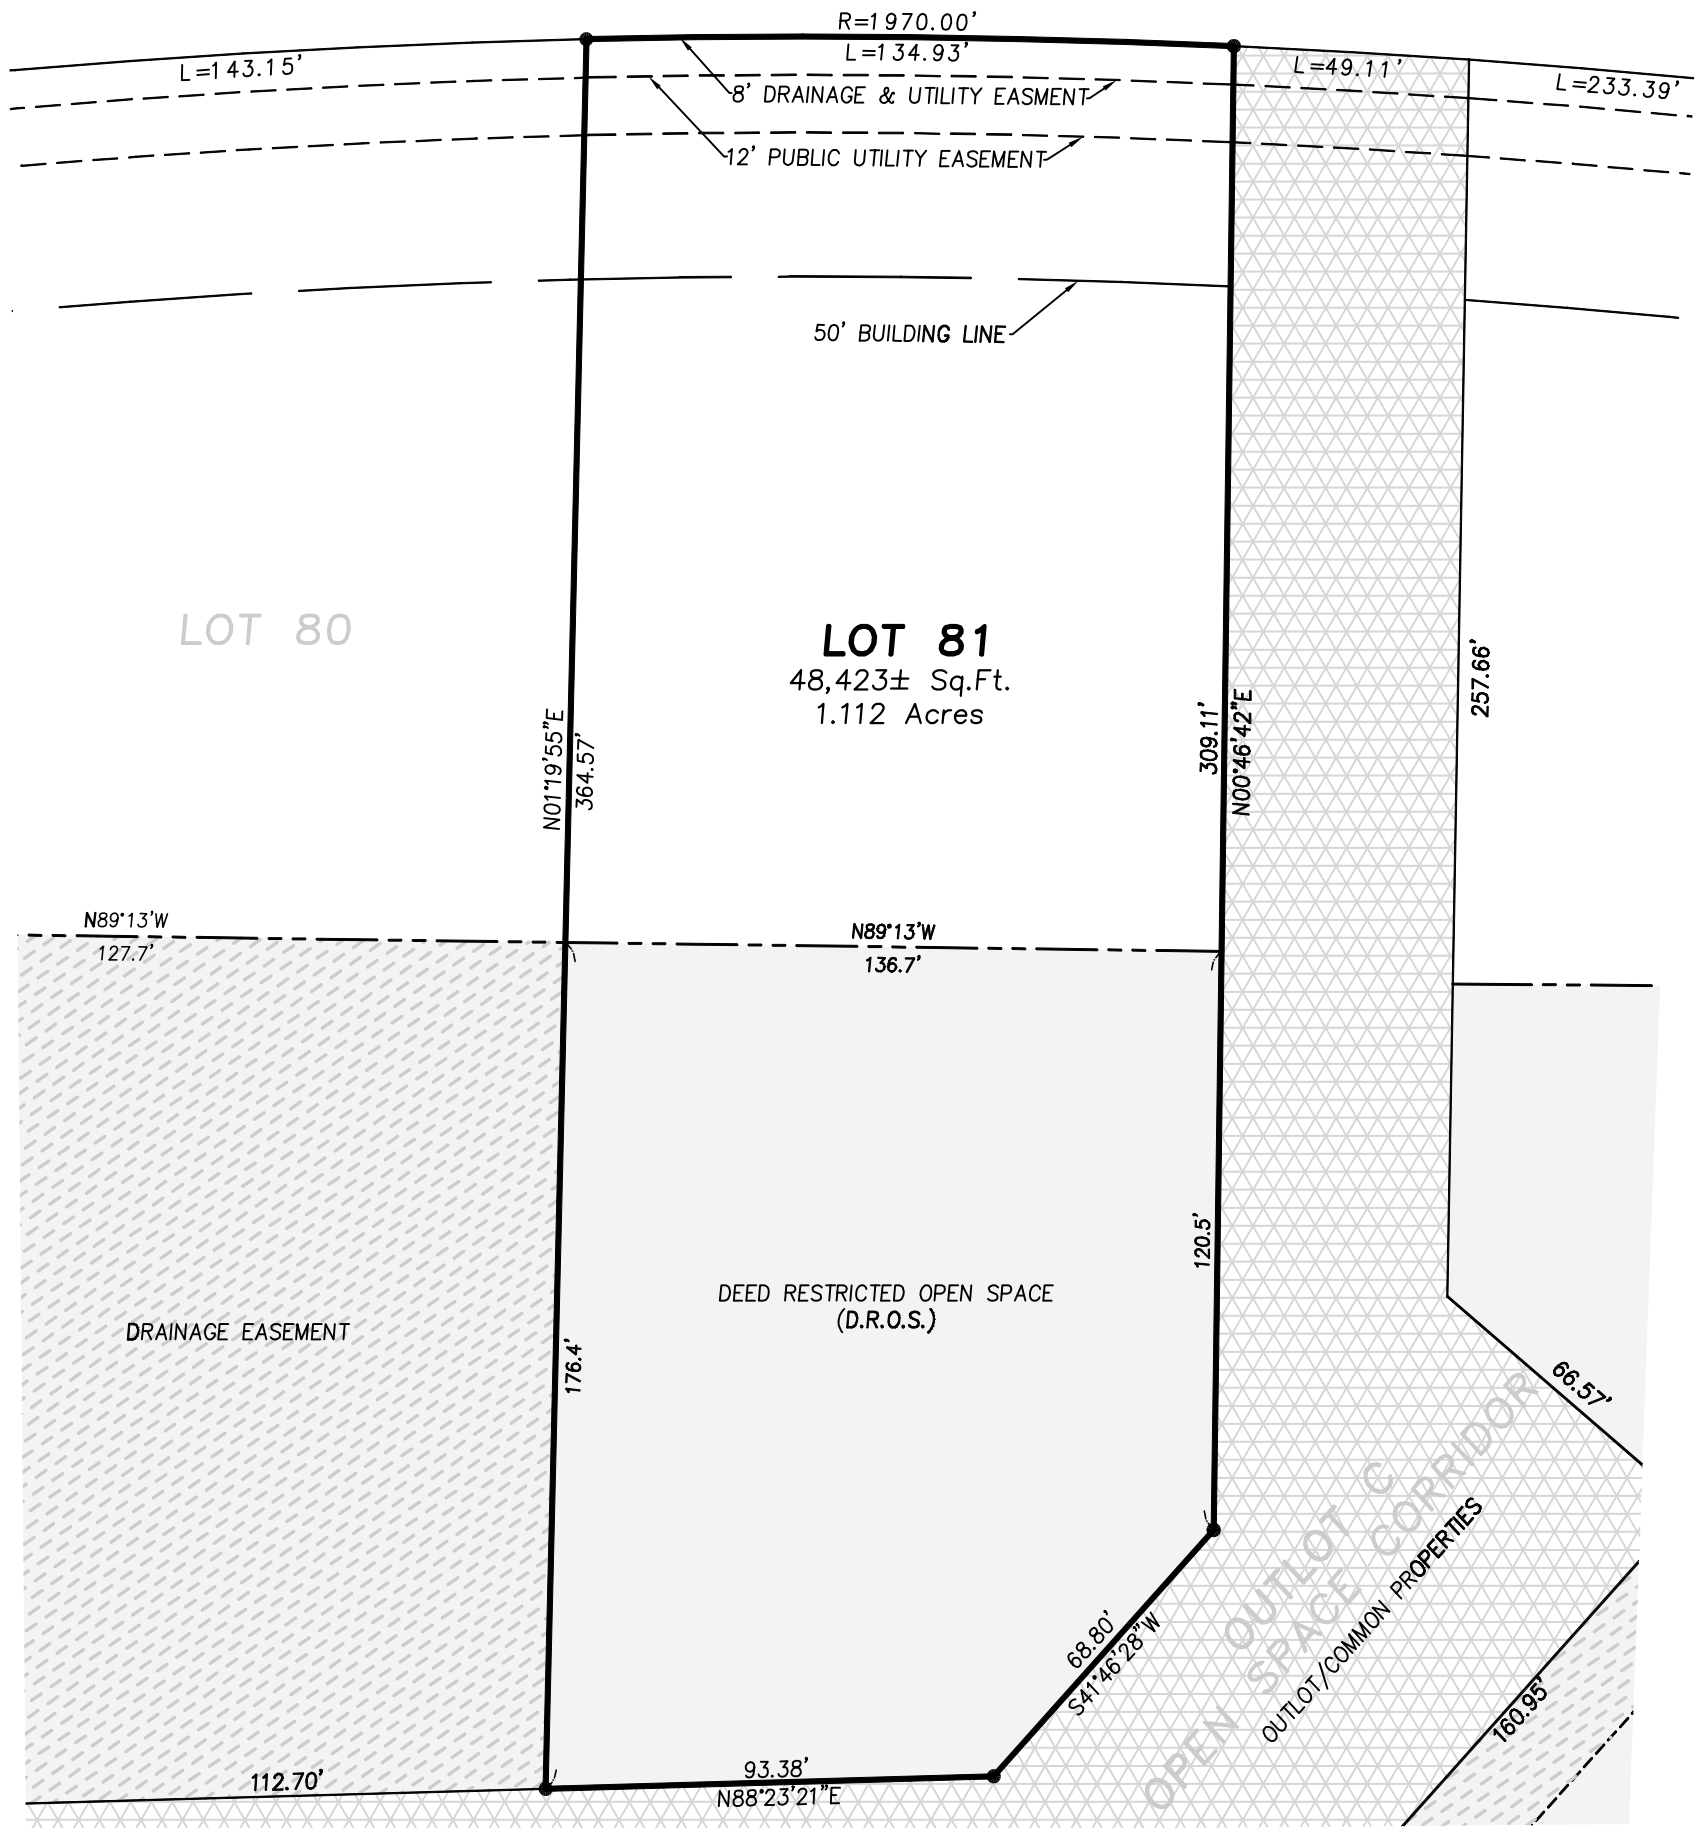 R=1970.00'
L=143.15'
L=134.93'
L=49.11'
L=233.39'
8' DRAINAGE & UTILITY EASMENT
12' PUBLIC UTILITY EASEMENT
50' BUILDING LINE
LOT 80
LOT 81
48,423± Sq.Ft.
1.112 Acres
N01°19'55"E
364.57'
309.11'
N00°46'42"E
257.66'
N89°13'W
127.7'
N89°13'W
136.7'
120.5'
DEED RESTRICTED OPEN SPACE
(D.R.O.S.)
DRAINAGE EASEMENT
176.4'
66.57'
OUTLOT C
OPEN SPACE CORRIDOR
OUTLOT/COMMON PROPERTIES
68.80'
S41°46'28"W
160.95'
112.70'
93.38'
N88°23'21"E